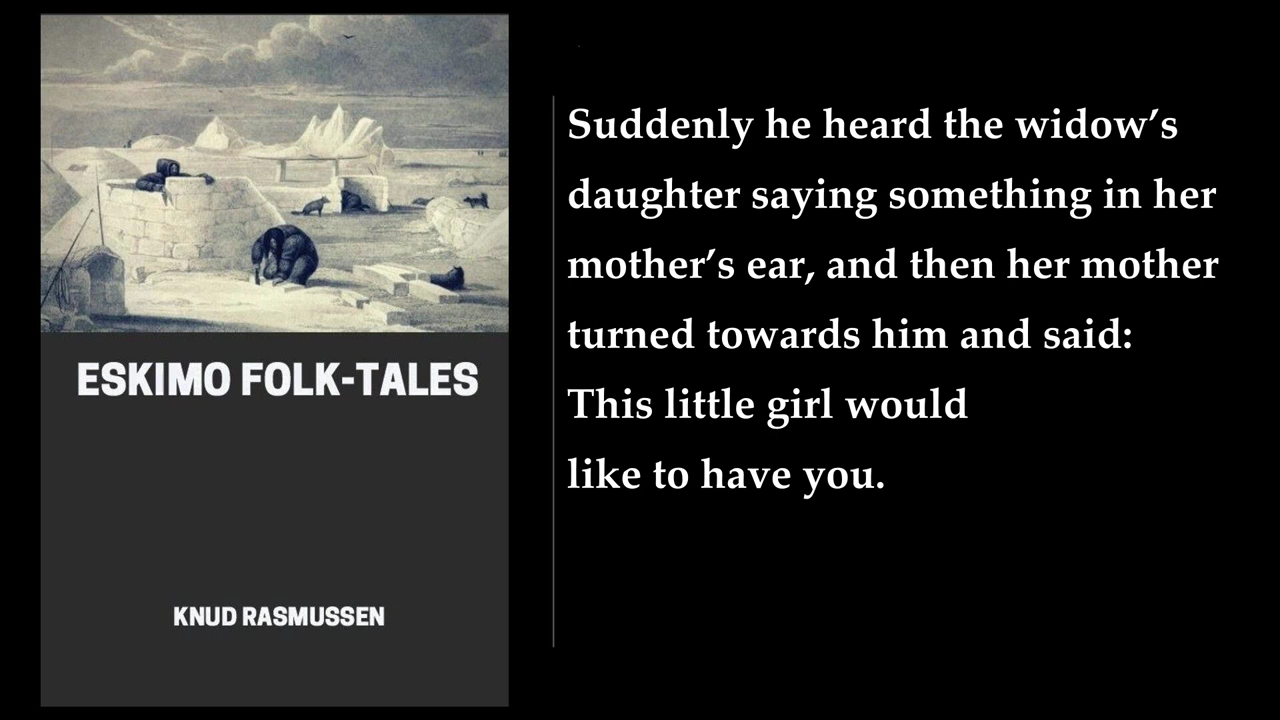 ESKIMO FOLK-TALES
KNUD RASMUSSEN
Suddenly he heard the widow’s
daughter saying something in her
mother’s ear, and then her mother
turned towards him and said:
This little girl would
like to have you.